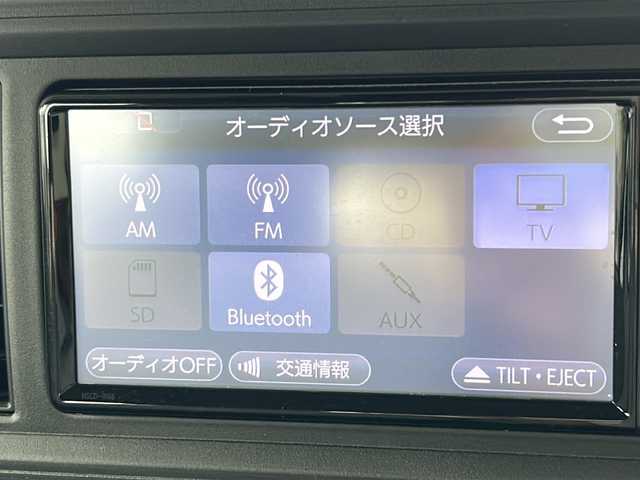 オーディオソース選択
AM FM CD TV
SD Bluetooth AUX
オーディオOFF 交通情報 TILT・EJECT